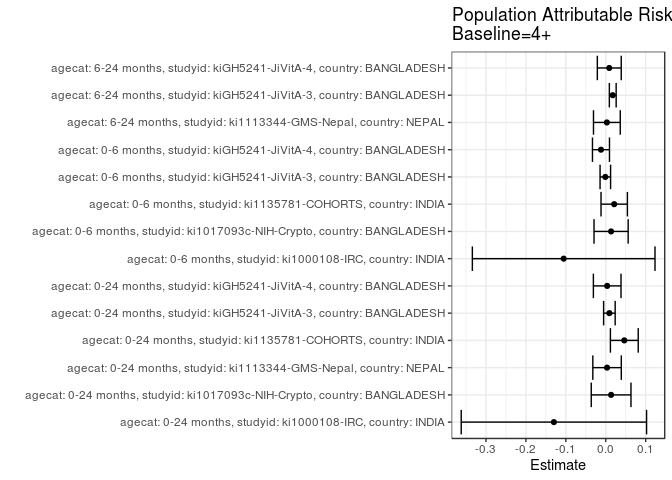 Population Attributable Risk
Baseline=4+
agecat: 6-24 months, studyid: kiGH5241-JiVitA-4, country: BANGLADESH
agecat: 6-24 months, studyid: kiGH5241-JiVitA-3, country: BANGLADESH
agecat: 6-24 months, studyid: ki1113344-GMS-Nepal, country: NEPAL
agecat: 0-6 months, studyid: kiGH5241-JiVitA-4, country: BANGLADESH
agecat: 0-6 months, studyid: kiGH5241-JiVitA-3, country: BANGLADESH
agecat: 0-6 months, studyid: ki1135781-COHORTS, country: INDIA
agecat: 0-6 months, studyid: ki1017093c-NIH-Crypto, country: BANGLADESH
agecat: 0-6 months, studyid: ki1000108-IRC, country: INDIA
agecat: 0-24 months, studyid: kiGH5241-JiVitA-4, country: BANGLADESH
agecat: 0-24 months, studyid: kiGH5241-JiVitA-3, country: BANGLADESH
agecat: 0-24 months, studyid: ki1135781-COHORTS, country: INDIA
agecat: 0-24 months, studyid: ki1113344-GMS-Nepal, country: NEPAL
agecat: 0-24 months, studyid: ki1017093c-NIH-Crypto, country: BANGLADESH
agecat: 0-24 months, studyid: ki1000108-IRC, country: INDIA
-0.3 -0.2 -0.1 0.0 0.1
Estimate